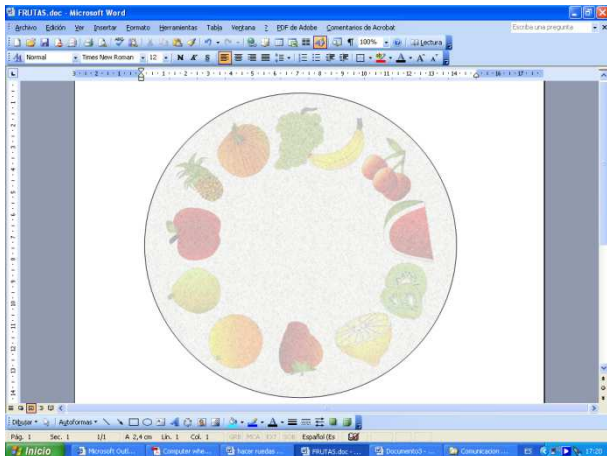 FRUTAS.doc - Microsoft Word
Archivo Edición Ver Insertar Formato Herramientas Tabla Ventana ? PDF de Adobe Comentarios de Acrobat Escriba una pregunta
100% Lectura
Normal Times New Roman 12 N K S
Dibujar Autoformas
Pág. 1 Sec. 1 1/1 A 2,4 cm Lín. 1 Col. 1 GRB MCA EXT SOB Español (Es
Inicio Microsoft Outl... Computer whe... hacer ruedas ... FRUTAS.doc - ... Documento3 - ... Comunicacion ... ES 17:20